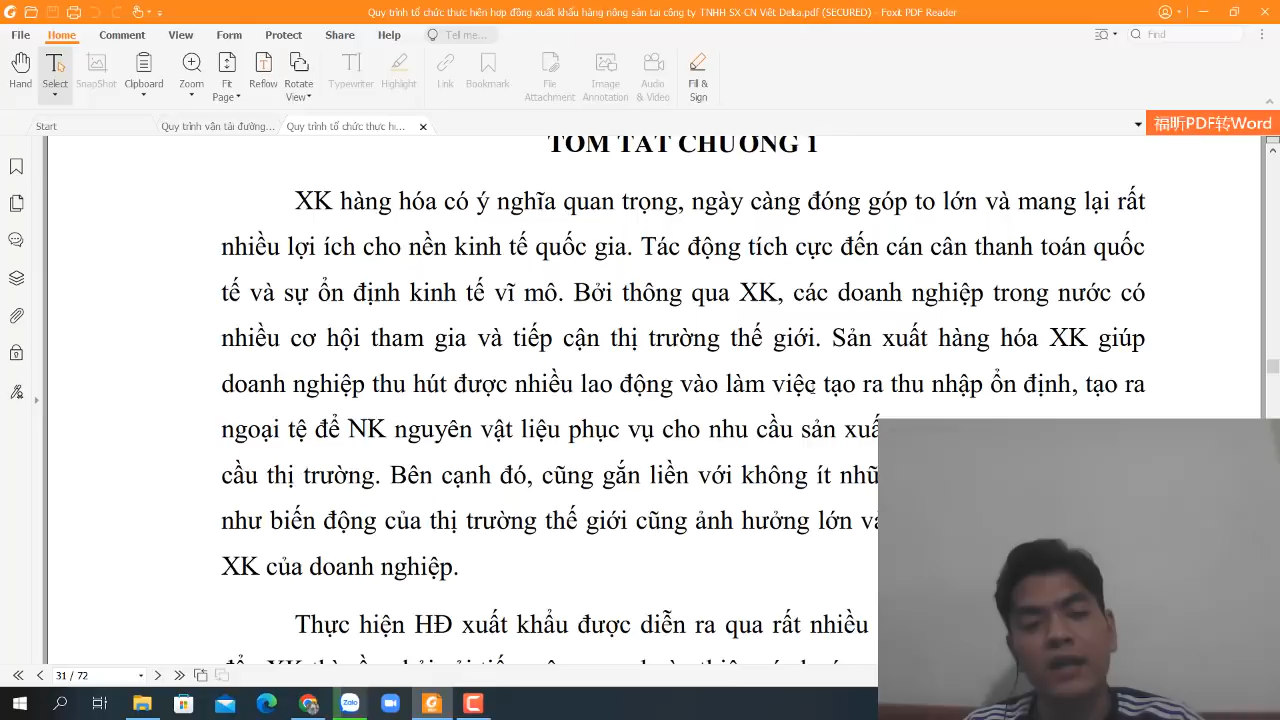 Quy trình tổ chức thực hiên hợp đồng xuất khẩu hàng nông sản tai công ty TNHH SX-CN Viêt Delta.pdf (SECURED) - Foxit PDF Reader
File Home Comment View Form Protect Share Help Tell me... Find
Hand Select SnapShot Clipboard Zoom Fit Page Reflow Rotate View Typewriter Highlight Link Bookmark File Attachment Image Annotation Audio & Video Fill & Sign
Start Quy trình vận tải đường... Quy trình tổ chức thực hi... 福昕PDF转Word
TÓM TẮT CHƯƠNG 1
XK hàng hóa có ý nghĩa quan trọng, ngày càng đóng góp to lớn và mang lại rất
nhiều lợi ích cho nền kinh tế quốc gia. Tác động tích cực đến cán cân thanh toán quốc
tế và sự ổn định kinh tế vĩ mô. Bởi thông qua XK, các doanh nghiệp trong nước có
nhiều cơ hội tham gia và tiếp cận thị trường thế giới. Sản xuất hàng hóa XK giúp
doanh nghiệp thu hút được nhiều lao động vào làm việc tạo ra thu nhập ổn định, tạo ra
ngoại tệ để NK nguyên vật liệu phục vụ cho nhu cầu sản
cầu thị trường. Bên cạnh đó, cũng gắn liền với không ít
như biến động của thị trường thế giới cũng ảnh hưởng lớn
XK của doanh nghiệp.
Thực hiện HĐ xuất khẩu được diễn ra qua rất nhiều
31 / 72
Zalo